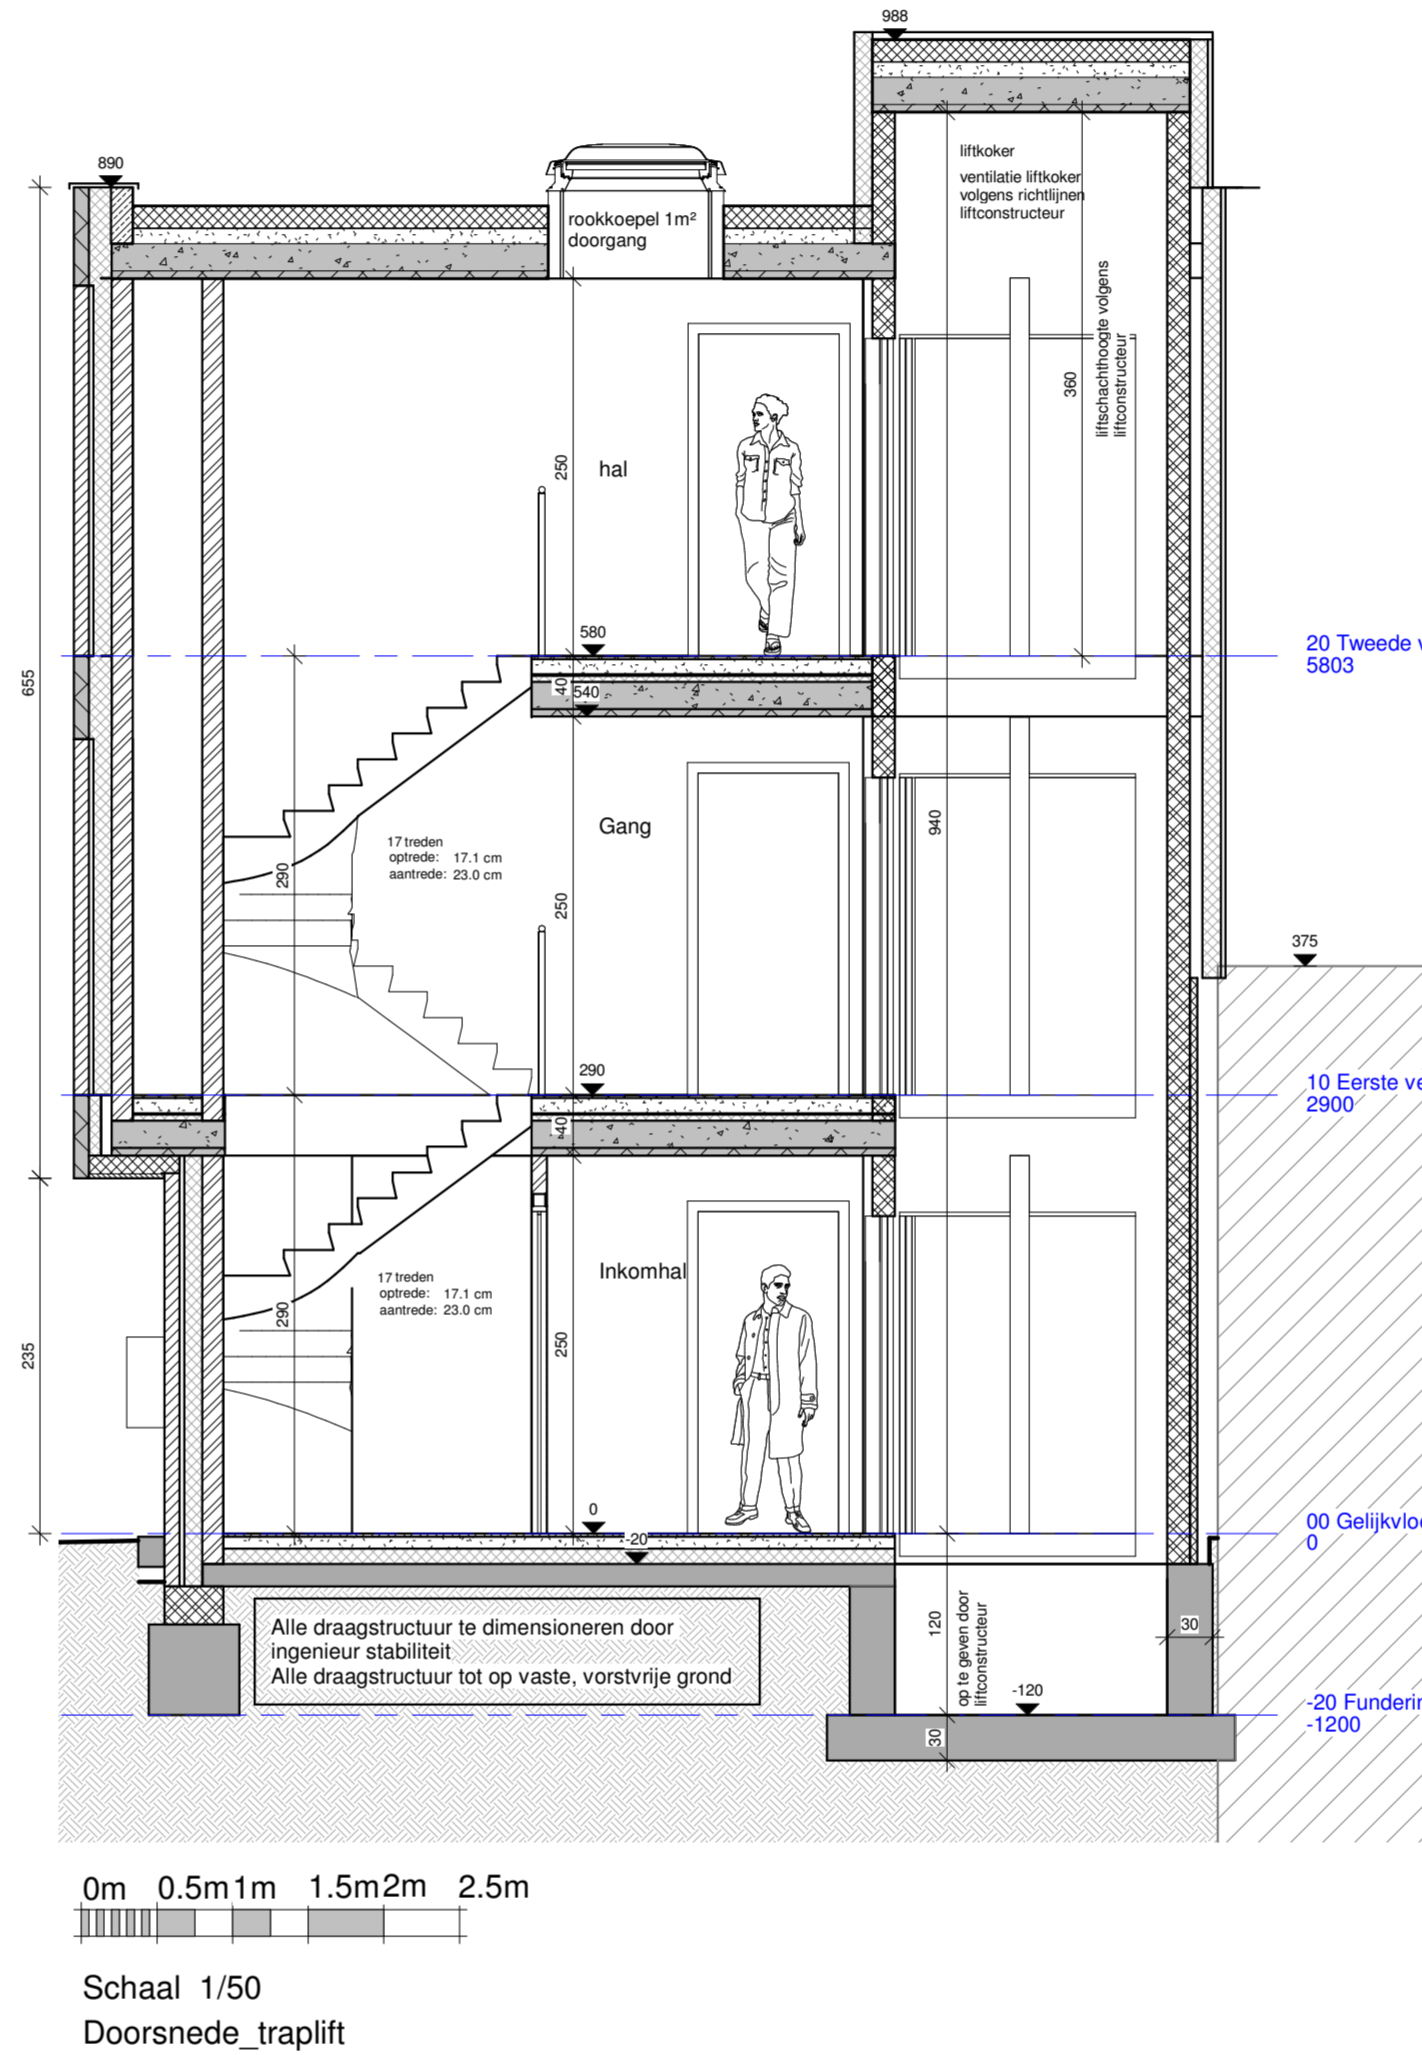 988
890
liftkoker
ventilatie liftkoker
volgens richtlijnen
liftconstructeur
rookkoepel 1m²
doorgang
liftschachthoogte volgens
liftconstructeur
360
250
hal
580
20 Tweede v
5803
655
40
540
Gang
940
17 treden
optrede: 17.1 cm
aantrede: 23.0 cm
290
250
375
290
10 Eerste ve
2900
40
Inkomhal
17 treden
optrede: 17.1 cm
aantrede: 23.0 cm
290
250
235
0
-20
00 Gelijkvloe
0
Alle draagstructuur te dimensioneren door
ingenieur stabiliteit
Alle draagstructuur tot op vaste, vorstvrije grond
120
op te geven door
liftconstructeur
30
-120
-20 Funderin
-1200
30
0m 0.5m 1m 1.5m 2m 2.5m
Schaal 1/50
Doorsnede_traplift